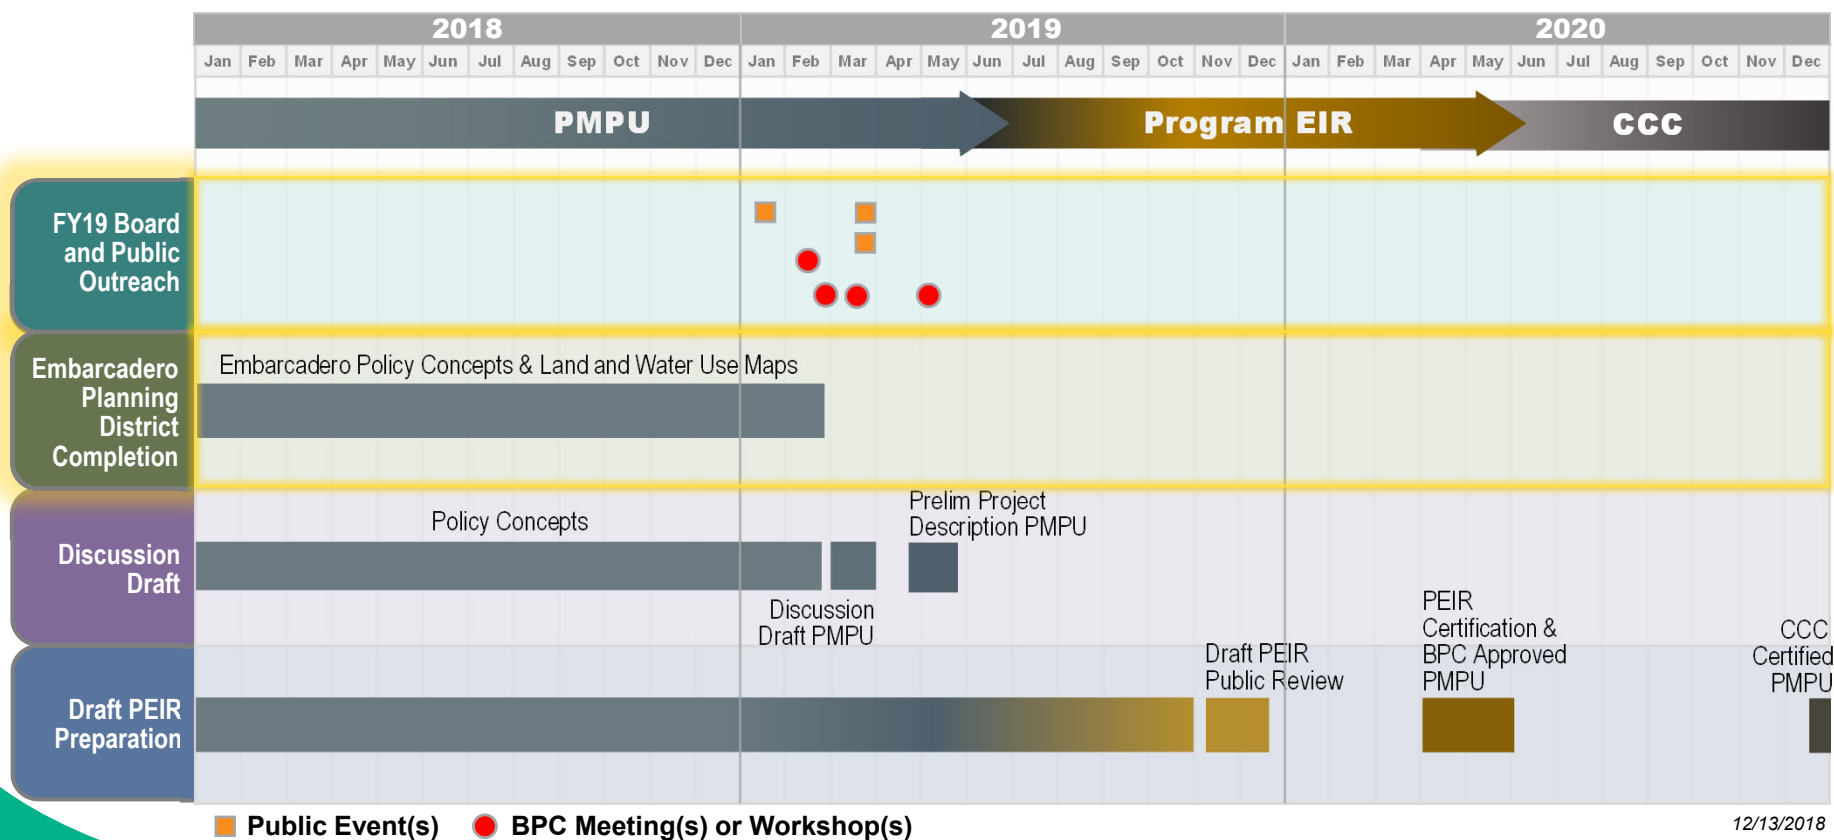 2018 2019 2020
Jan Feb Mar Apr May Jun Jul Aug Sep Oct Nov Dec Jan Feb Mar Apr May Jun Jul Aug Sep Oct Nov Dec Jan Feb Mar Apr May Jun Jul Aug Sep Oct Nov Dec
PMPU Program EIR CCC
FY19 Board
and Public
Outreach
Embarcadero
Planning
District
Completion
Embarcadero Policy Concepts & Land and Water Use Maps
Discussion
Draft
Policy Concepts
Prelim Project
Description PMPU
Discussion
Draft PMPU
Draft PEIR
Preparation
Draft PEIR
Public Review
PEIR
Certification &
BPC Approved
PMPU
CCC
Certified
PMPU
Public Event(s) BPC Meeting(s) or Workshop(s)
12/13/2018